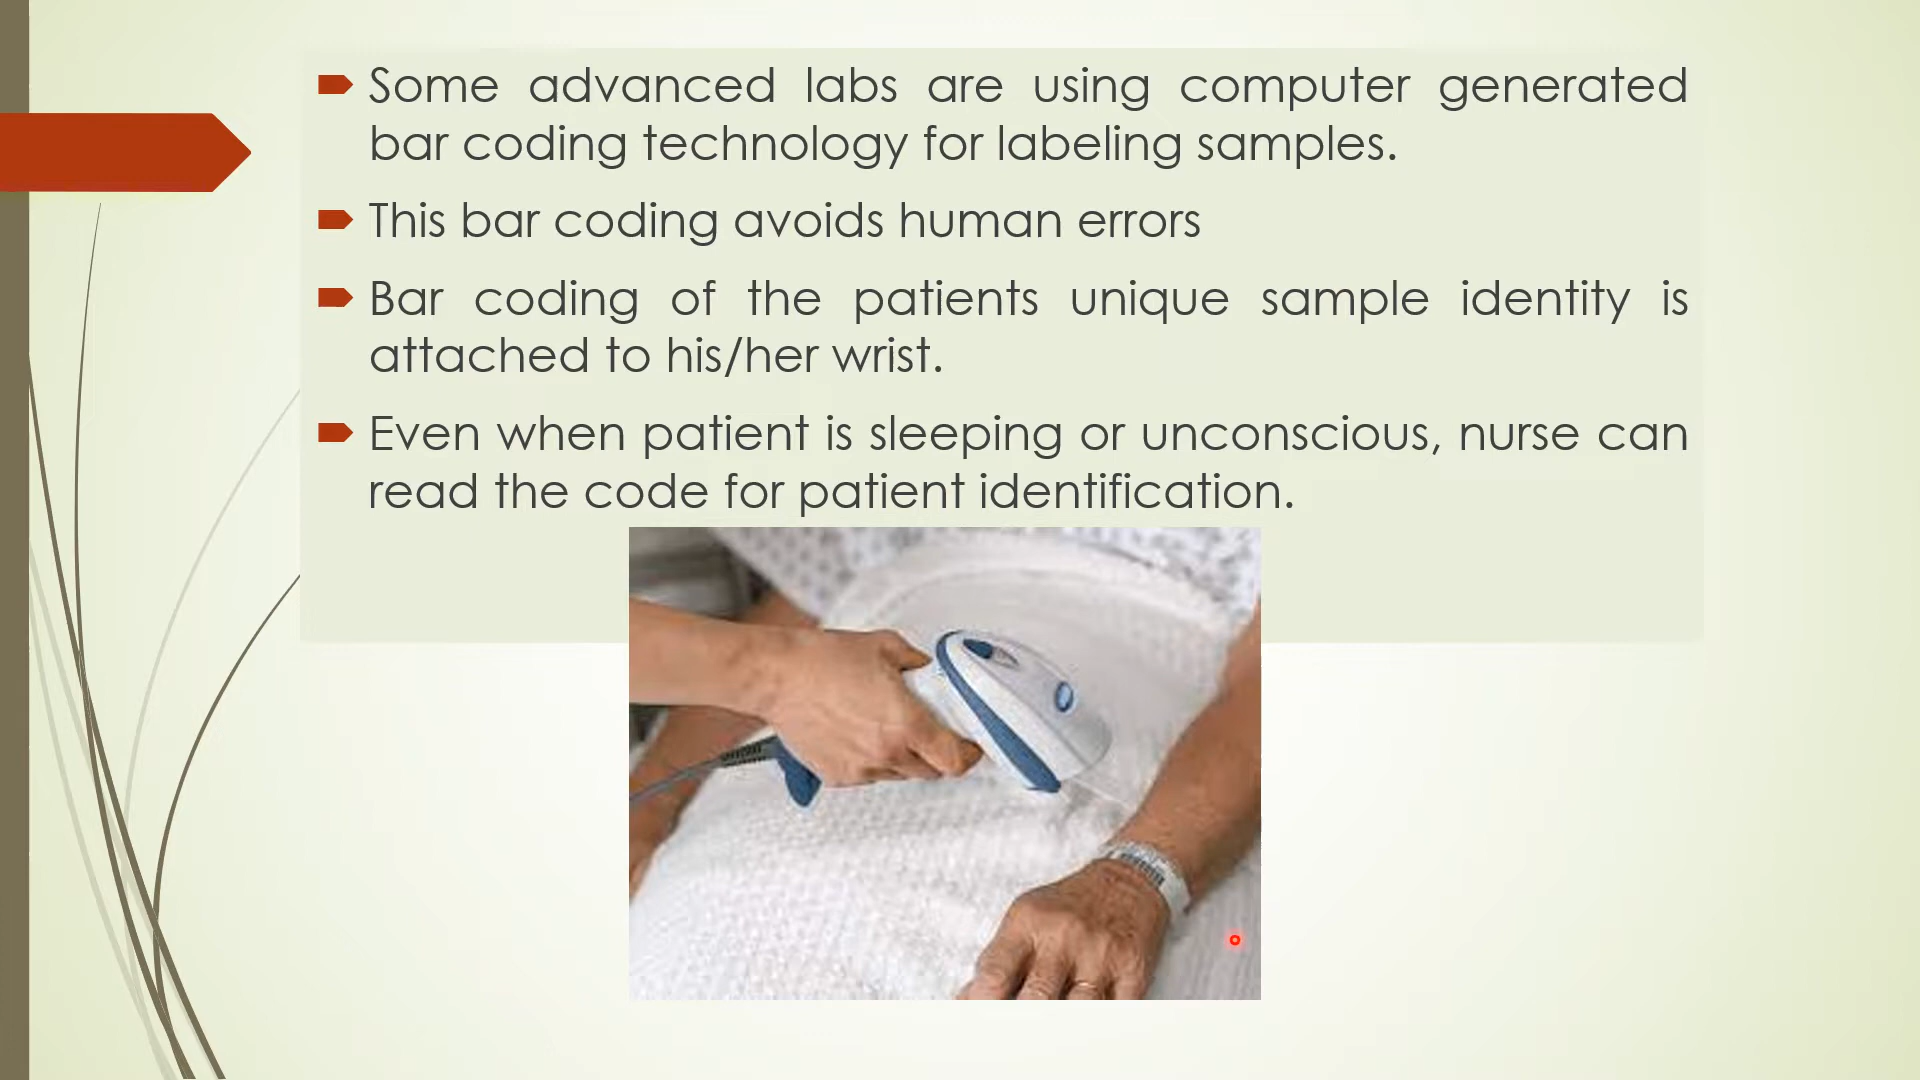 Some advanced labs are using computer generated
bar coding technology for labeling samples.
This bar coding avoids human errors
Bar coding of the patients unique sample identity is
attached to his/her wrist.
Even when patient is sleeping or unconscious, nurse can
read the code for patient identification.